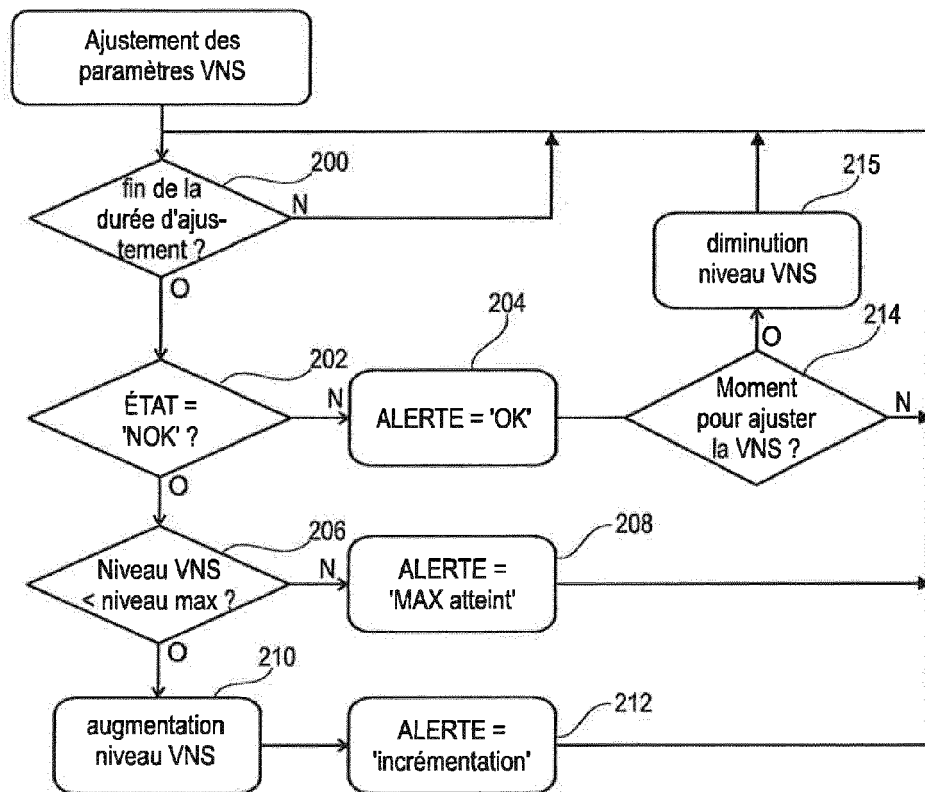 Ajustement des
paramètres VNS
200
fin de la
durée d'ajus-
tement ?
N
O
215
diminution
niveau VNS
202
ÉTAT =
'NOK' ?
N
O
204
ALERTE = 'OK'
214
O
Moment
pour ajuster
la VNS ?
N
206
Niveau VNS
< niveau max ?
N
O
208
ALERTE =
'MAX atteint'
210
augmentation
niveau VNS
212
ALERTE =
'incrémentation'